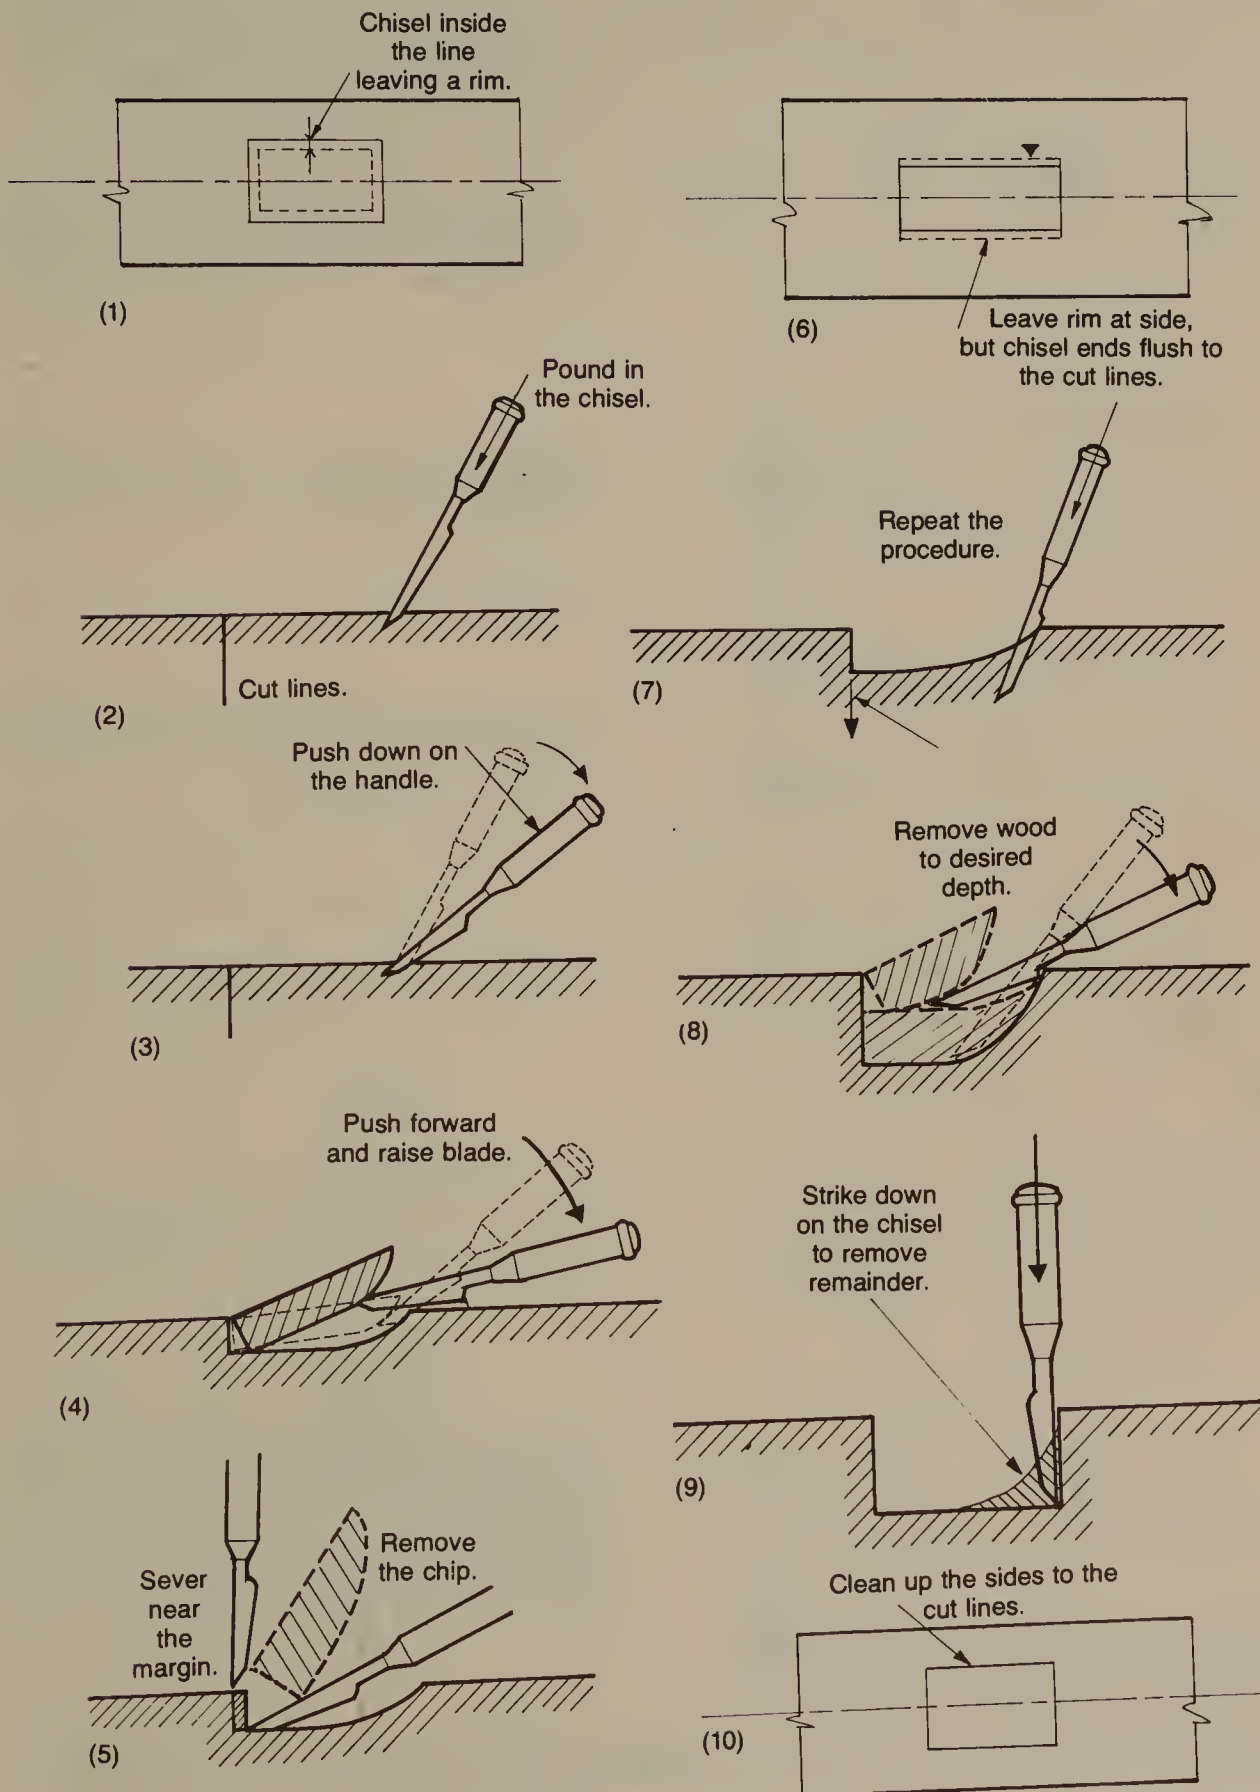 Chisel inside
the line
leaving a rim.
(1)
Pound in
the chisel.
Cut lines.
(2)
Push down on
the handle.
(3)
Push forward
and raise blade.
(4)
Sever
near
the
margin.
Remove
the chip.
(5)
(6)
Leave rim at side,
but chisel ends flush to
the cut lines.
Repeat the
procedure.
(7)
Remove wood
to desired
depth.
(8)
Strike down
on the chisel
to remove
remainder.
(9)
Clean up the sides to the
cut lines.
(10)